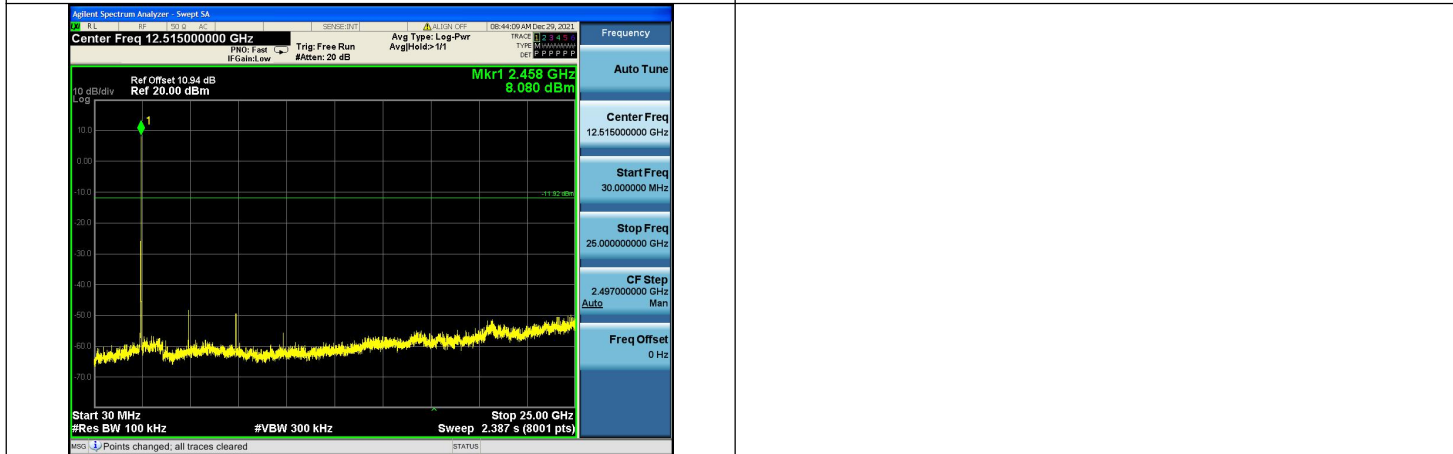 Agilent Spectrum Analyzer - Swept SA
RL RF 50 Ω AC SENSE:INT ALIGN OFF 08:44:09 AM Dec 29, 2021
Center Freq 12.515000000 GHz
PNO: Fast
IFGain:Low
Trig: Free Run
#Atten: 20 dB
Avg Type: Log-Pwr
Avg|Hold:>1/1
TRACE 1 2 3 4 5 6
TYPE M
DET P P P P P P
Ref Offset 10.94 dB
Ref 20.00 dBm
10 dB/div
Log
Mkr1 2.458 GHz
8.080 dBm
1
10.0
0.00
-10.0
-11.92 dBm
-20.0
-30.0
-40.0
-50.0
-60.0
-70.0
Start 30 MHz
Stop 25.00 GHz
#Res BW 100 kHz
#VBW 300 kHz
Sweep 2.387 s (8001 pts)
MSG Points changed; all traces cleared
STATUS
Frequency
Auto Tune
Center Freq
12.515000000 GHz
Start Freq
30.000000 MHz
Stop Freq
25.000000000 GHz
CF Step
2.497000000 GHz
Auto Man
Freq Offset
0 Hz